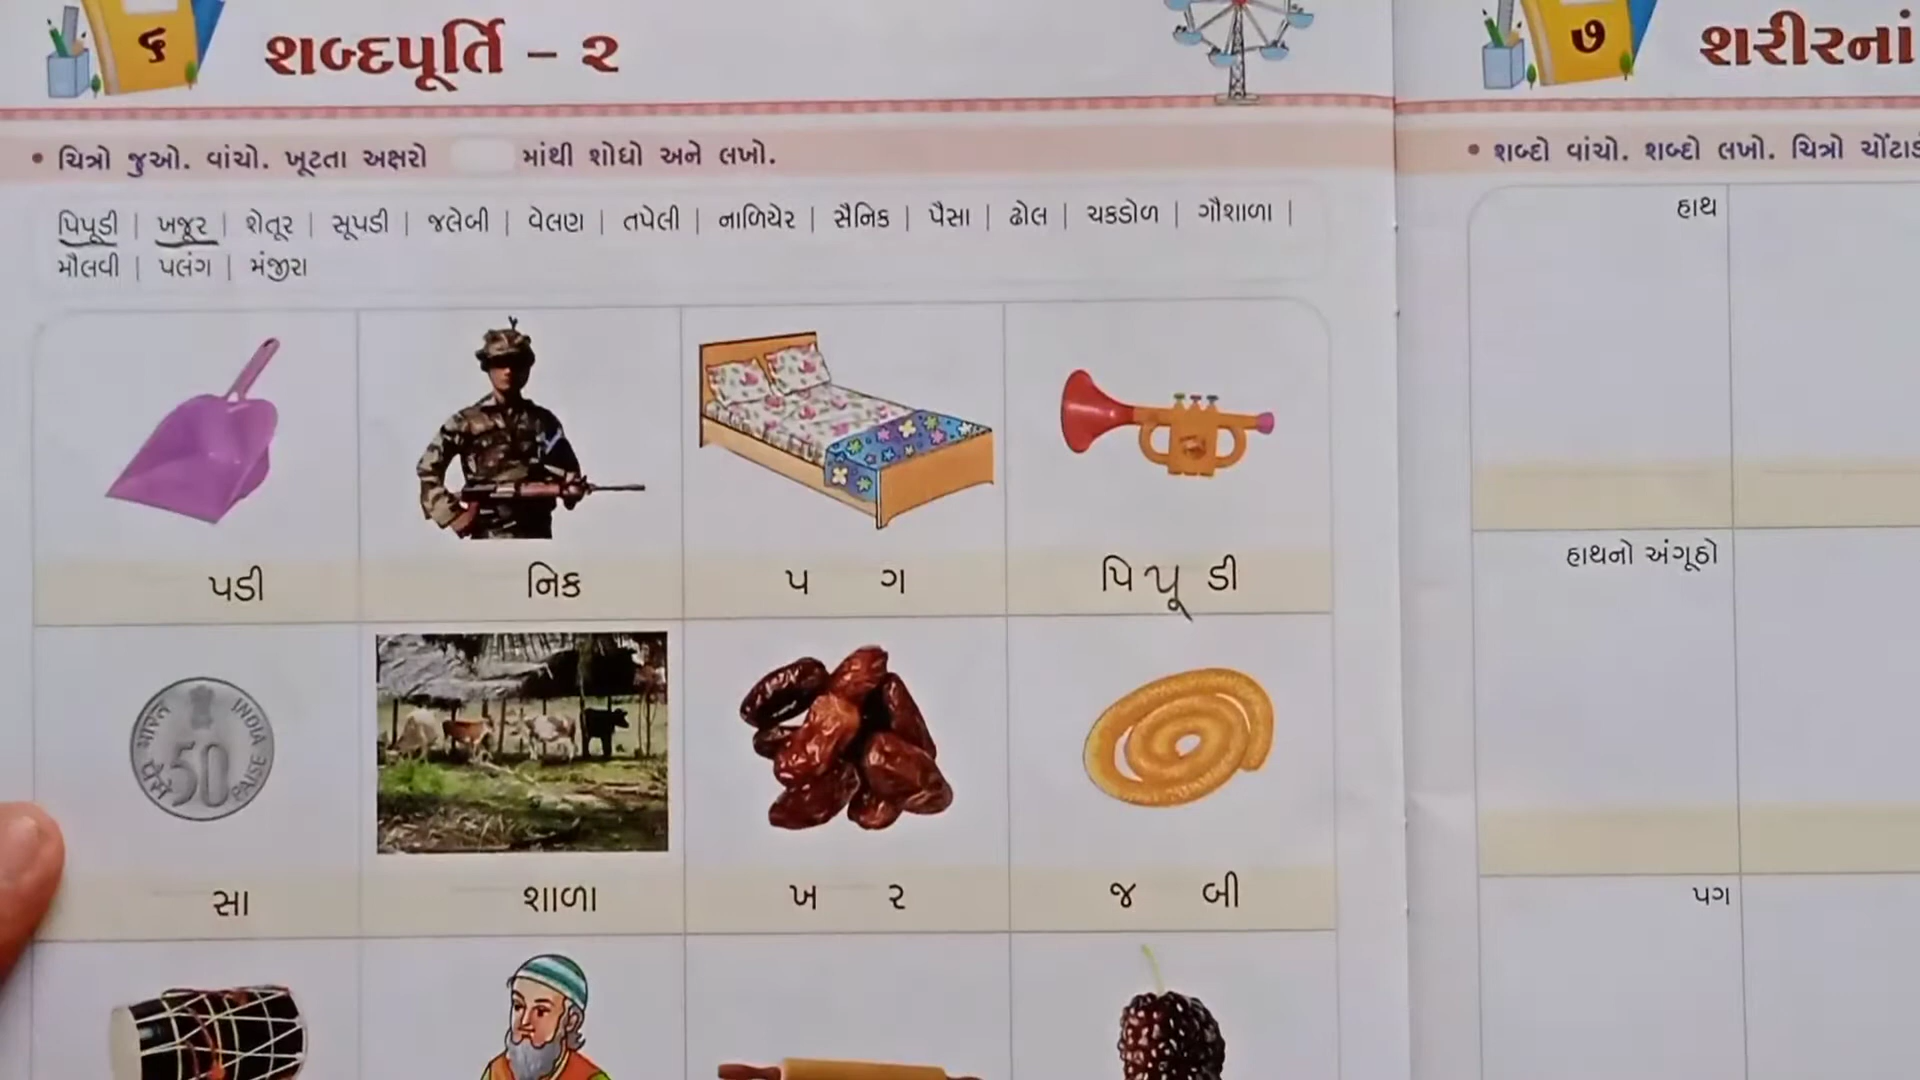 ૬ શબ્દપૂર્તિ – ૨
• ચિત્રો જુઓ. વાંચો. ખૂટતા અક્ષરો માંથી શોધો અને લખો.
પિપૂડી | ખજૂર | શેતૂર | સૂપડી | જલેબી | વેલણ | તપેલી | નાળિયેર | સૈનિક | પૈસા | ઢોલ | ચકડોળ | ગૌશાળા |
મૌલવી | પલંગ | મંજીરા
પડી નિક પ ગ પિપૂડી
भारत INDIA
पैसे 50 PAISE
સા શાળા ખ ર જ બી
૭ શરીરનાં
• શબ્દો વાંચો. શબ્દો લખો. ચિત્રો
હાથ
હાથનો અંગૂઠો
પગ